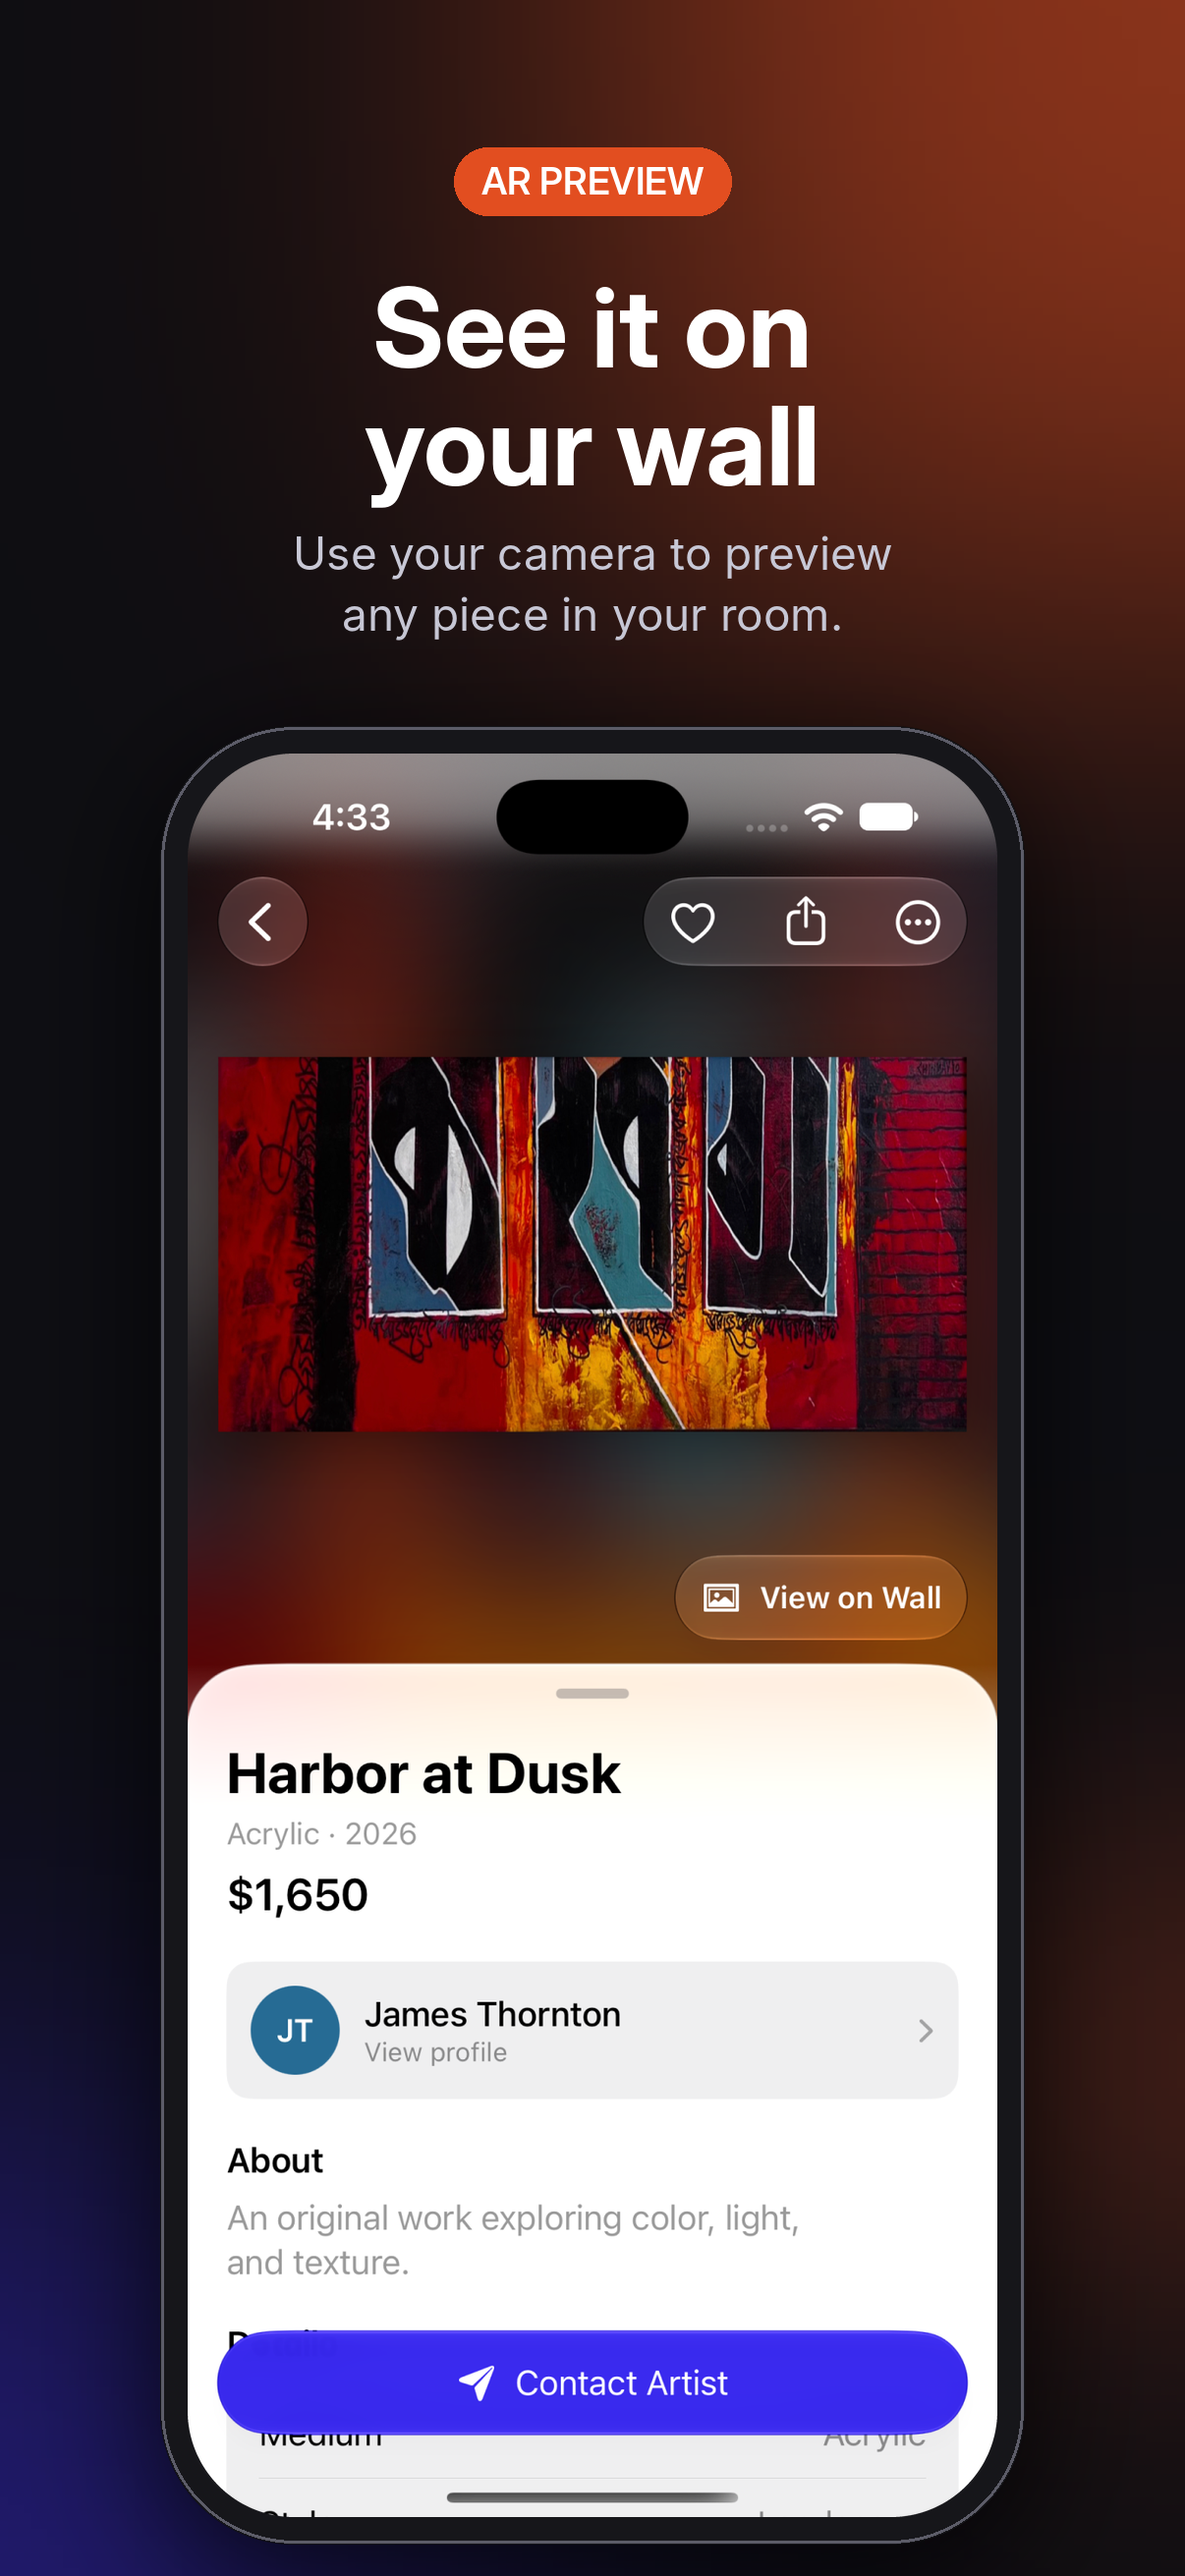 AR PREVIEW
See it on
your wall
Use your camera to preview
any piece in your room.
4:33
View on Wall
Harbor at Dusk
Acrylic · 2026
$1,650
JT
James Thornton
View profile
About
An original work exploring color, light,
and texture.
Contact Artist
Medium
Acrylic